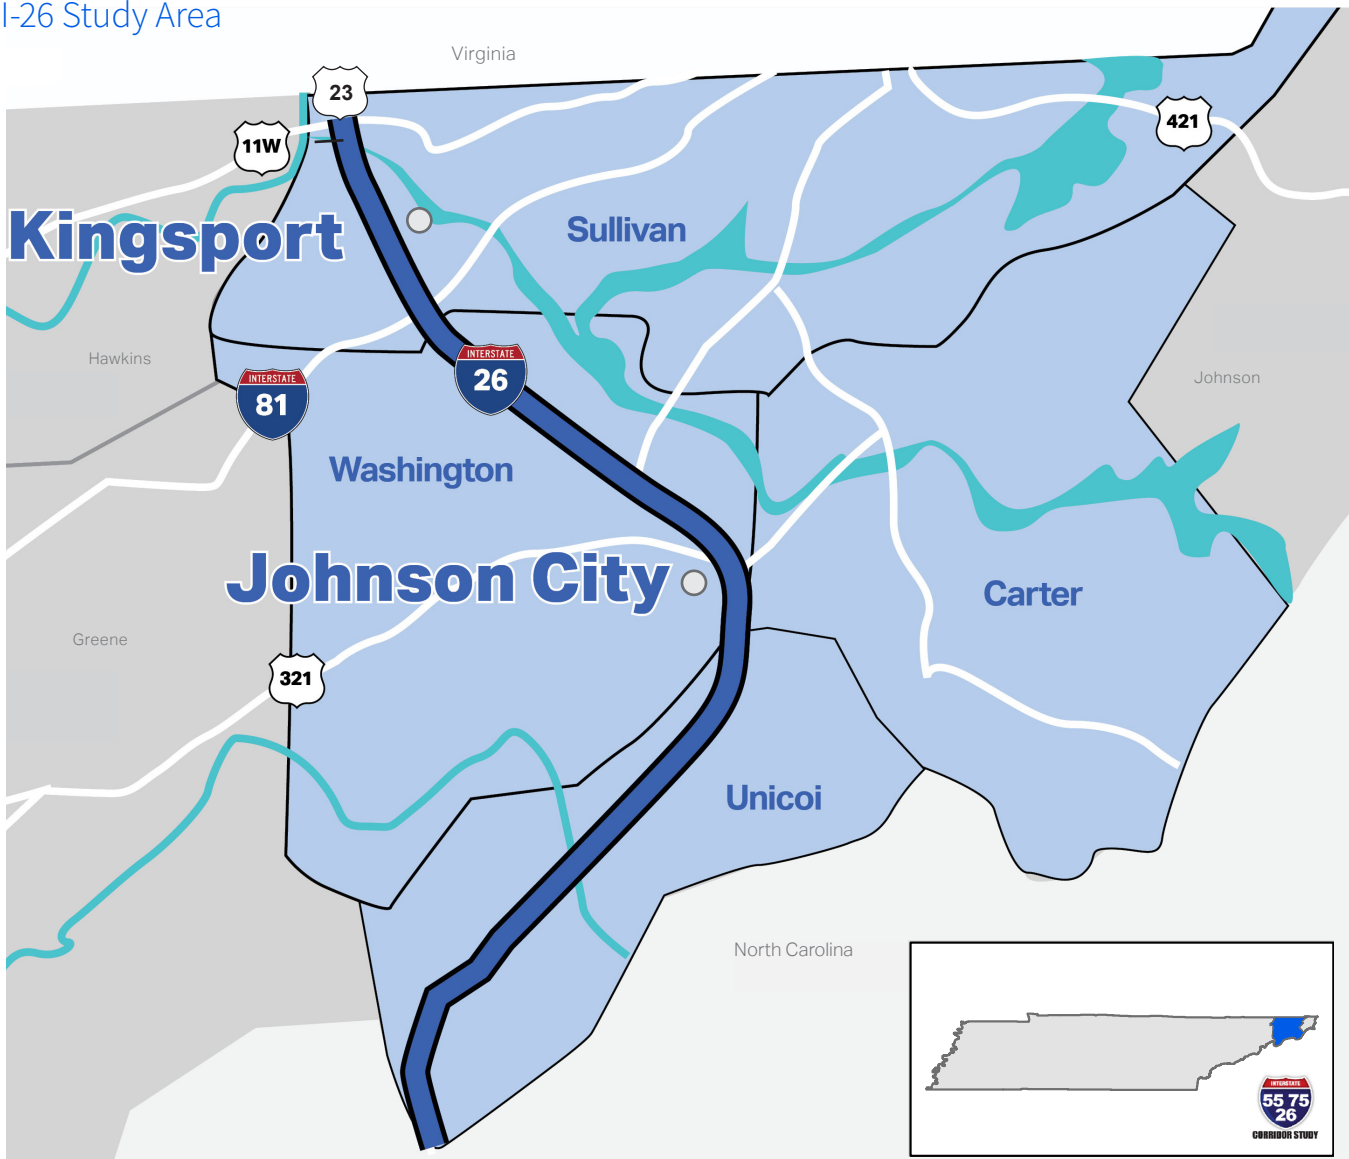 I-26 Study Area
Virginia
23
421
11W
Kingsport
Sullivan
Hawkins
INTERSTATE
26
Johnson
INTERSTATE
81
Washington
Johnson City
Carter
Greene
321
Unicoi
North Carolina
INTERSTATE
55 75
26
CORRIDOR STUDY